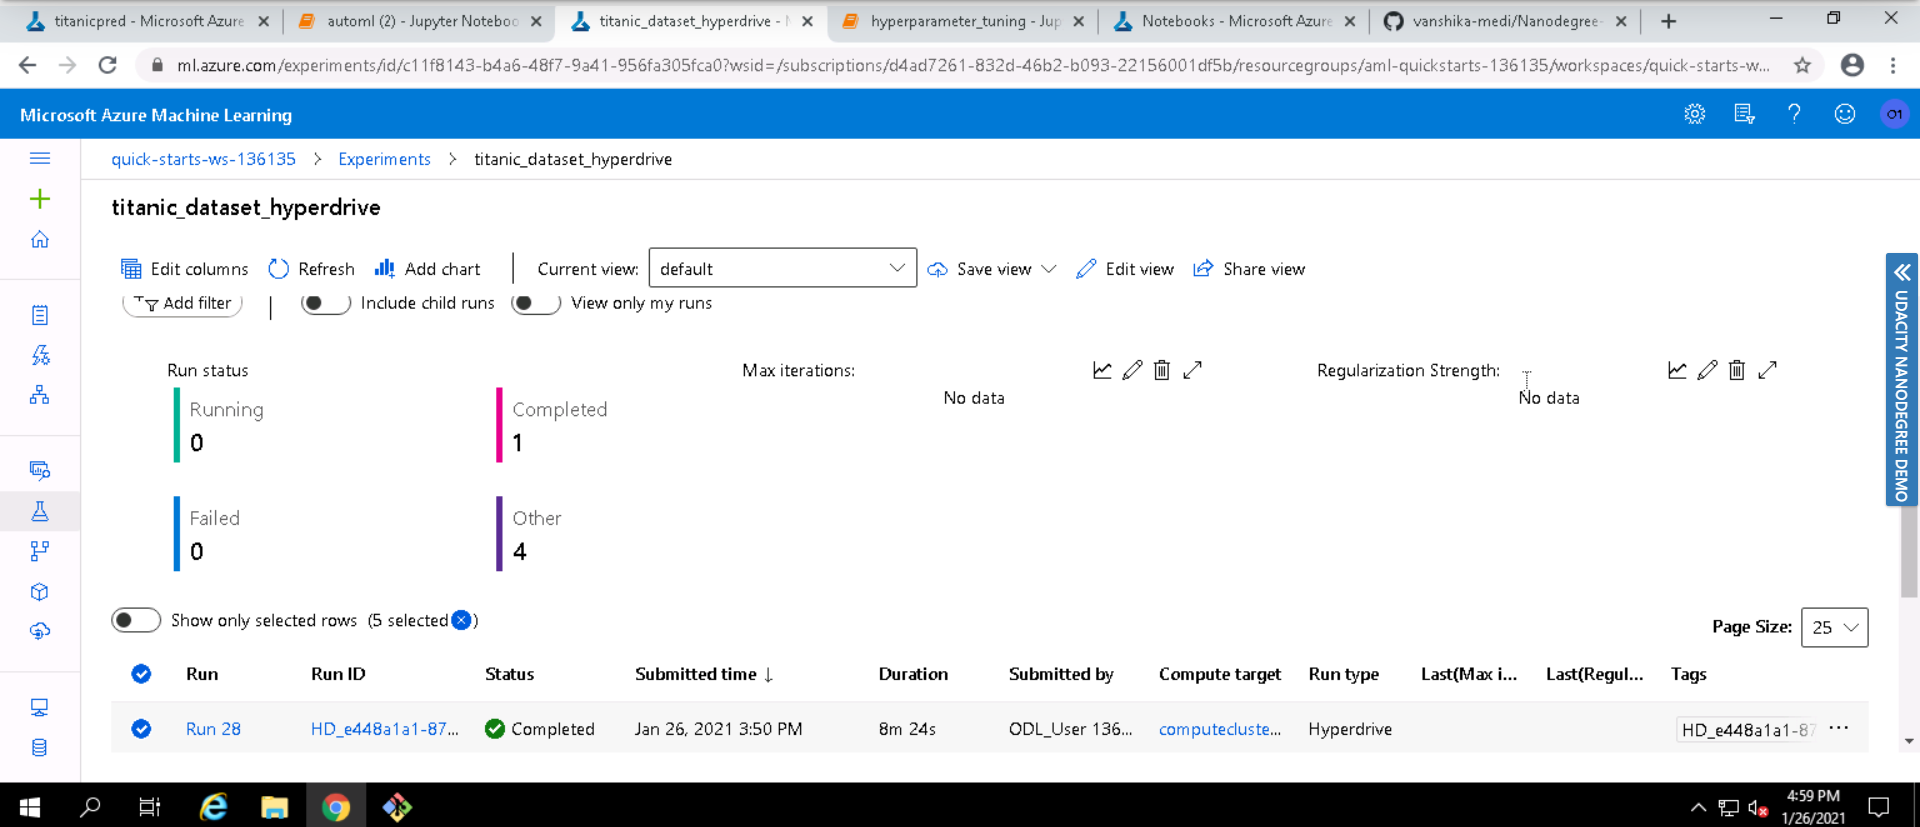 titanicpred - Microsoft Azure
automl (2) - Jupyter Noteboo
titanic_dataset_hyperdrive - M
hyperparameter_tuning - Jup
Notebooks - Microsoft Azure
vanshika-medi/Nanodegree-
ml.azure.com/experiments/id/c11f8143-b4a6-48f7-9a41-956fa305fca0?wsid=/subscriptions/d4ad7261-832d-46b2-b093-22156001df5b/resourcegroups/aml-quickstarts-136135/workspaces/quick-starts-w...
Microsoft Azure Machine Learning
O1
quick-starts-ws-136135 > Experiments > titanic_dataset_hyperdrive
titanic_dataset_hyperdrive
Edit columns Refresh Add chart Current view: default Save view Edit view Share view
Add filter Include child runs View only my runs
UDACITY NANODEGREE DEMO
Run status Max iterations: Regularization Strength:
Running Completed No data No data
0 1
Failed Other
0 4
Show only selected rows (5 selected )
Page Size: 25
Run Run ID Status Submitted time ↓ Duration Submitted by Compute target Run type Last(Max i... Last(Regul... Tags
Run 28 HD_e448a1a1-87... Completed Jan 26, 2021 3:50 PM 8m 24s ODL_User 136... computecluste... Hyperdrive HD_e448a1a1-87 ...
4:59 PM
1/26/2021